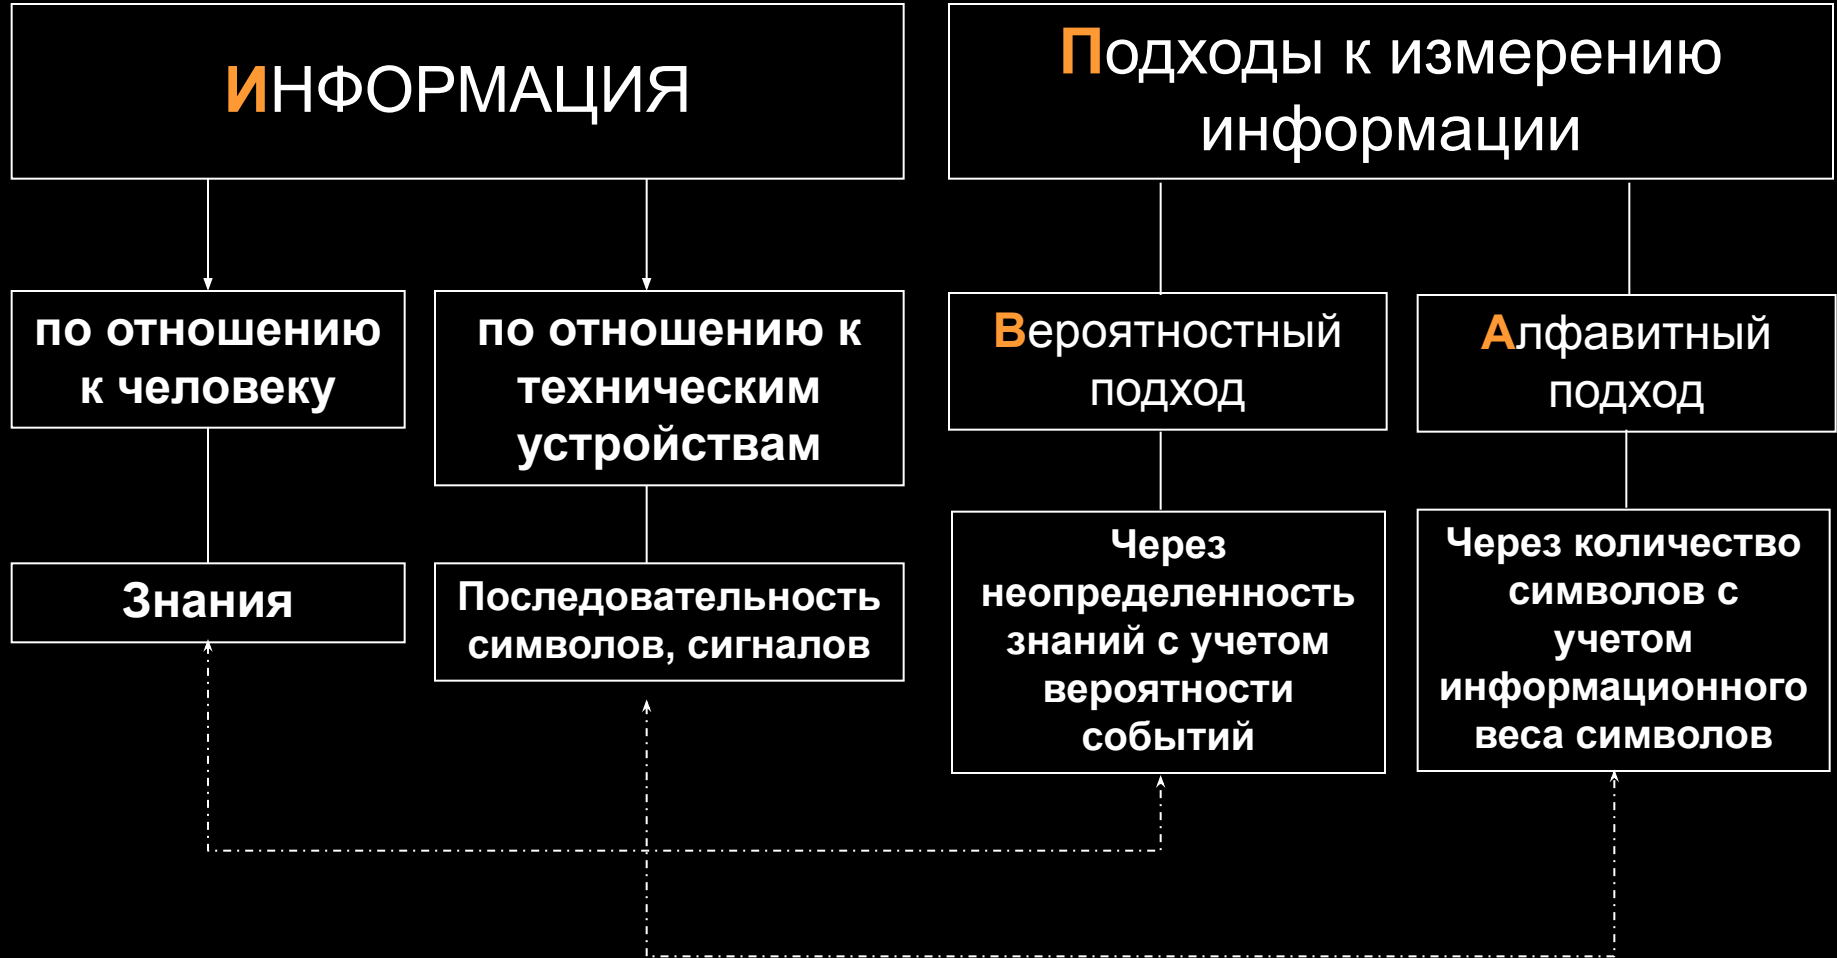 ИНФОРМАЦИЯ
Подходы к измерению
информации
по отношению
к человеку
по отношению к
техническим
устройствам
Вероятностный
подход
Алфавитный
подход
Знания
Последовательность
символов, сигналов
Через
неопределенность
знаний с учетом
вероятности
событий
Через количество
символов с
учетом
информационного
веса символов